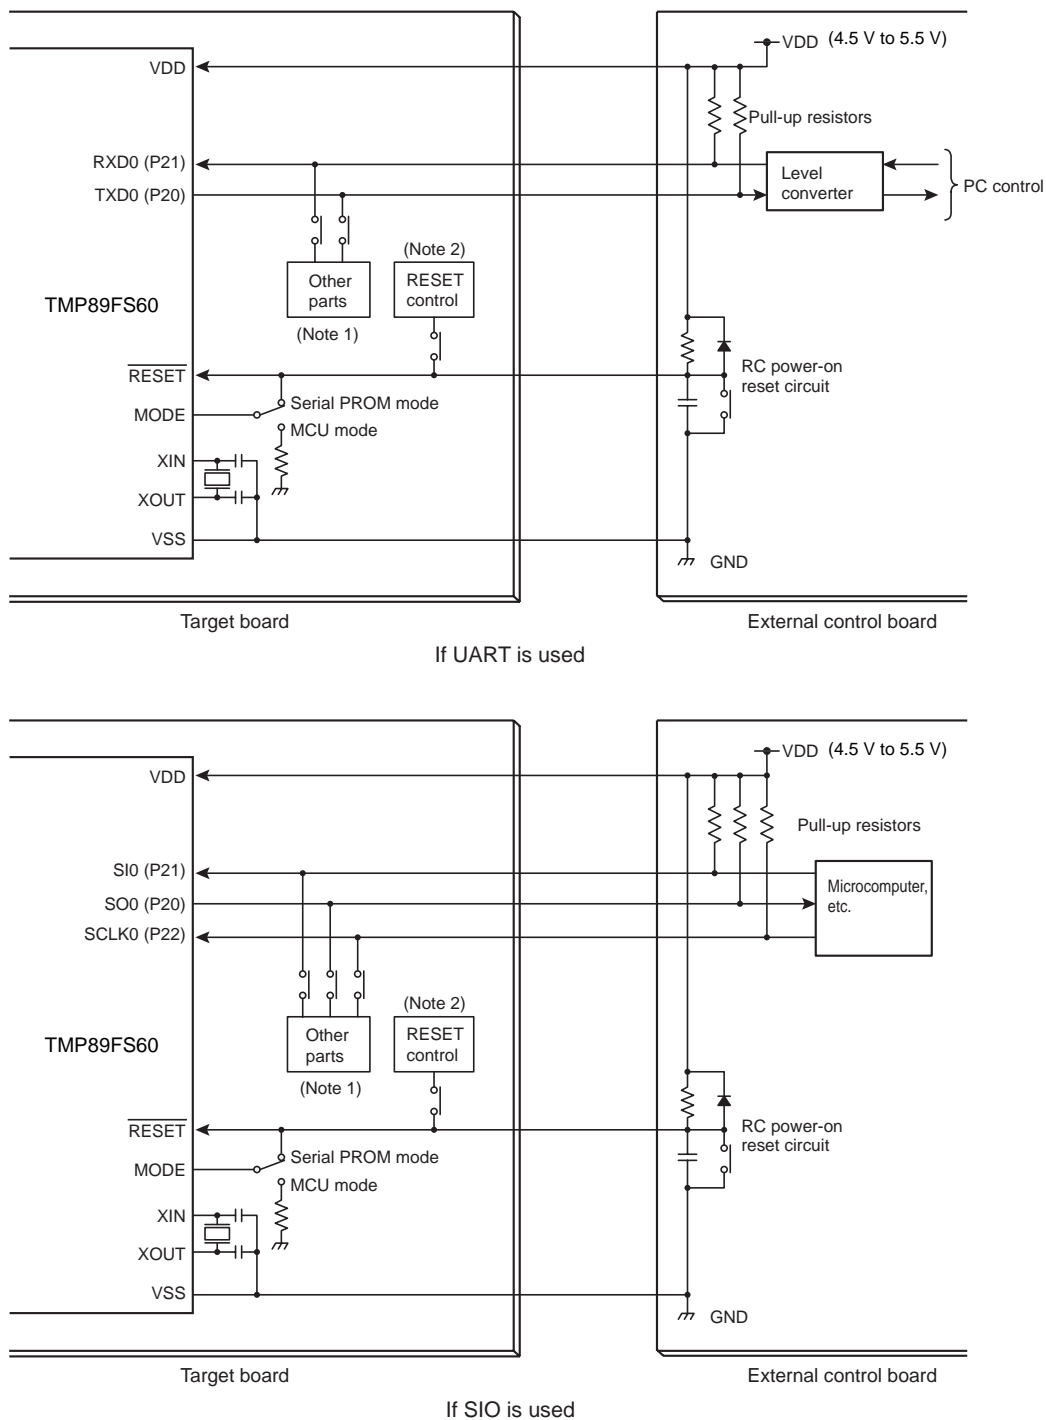 VDD (4.5 V to 5.5 V)
VDD
Pull-up resistors
RXD0 (P21)
TXD0 (P20)
Level
converter
PC control
(Note 2)
Other
parts
RESET
control
TMP89FS60
(Note 1)
RESET
RC power-on
reset circuit
Serial PROM mode
MODE
MCU mode
XIN
XOUT
VSS
GND
Target board
External control board
If UART is used
VDD (4.5 V to 5.5 V)
VDD
Pull-up resistors
SI0 (P21)
SO0 (P20)
SCLK0 (P22)
Microcomputer,
etc.
(Note 2)
Other
parts
RESET
control
TMP89FS60
(Note 1)
RESET
RC power-on
reset circuit
Serial PROM mode
MODE
MCU mode
XIN
XOUT
VSS
GND
Target board
External control board
If SIO is used